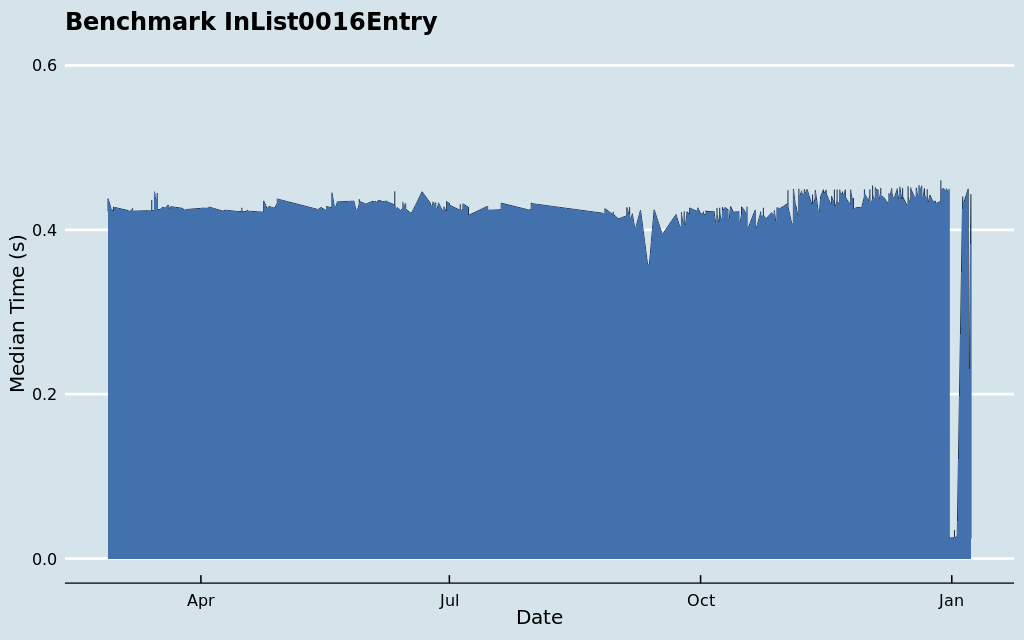 Benchmark InList0016Entry
0.6
0.4
0.2
0.0
Median Time (s)
Apr
Jul
Oct
Jan
Date